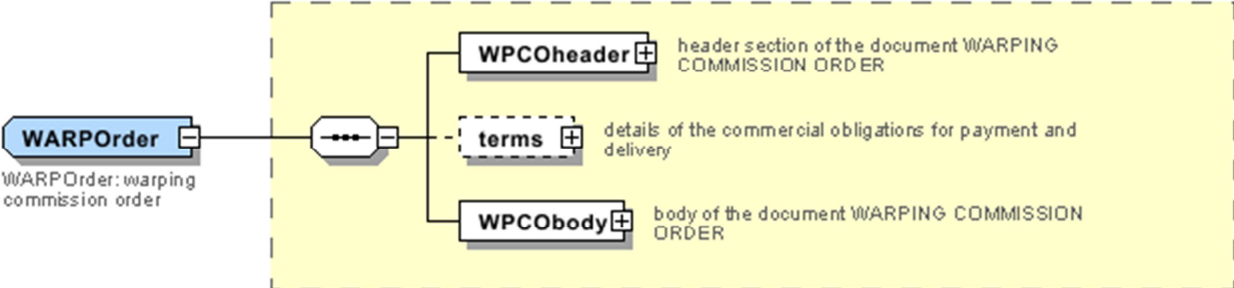 WPCOheader
header section of the document WARPING
COMMISSION ORDER
WARPOrder
WARPOrder: warping
commission order
terms
details of the commercial obligations for payment and
delivery
WPCObody
body of the document WARPING COMMISSION
ORDER